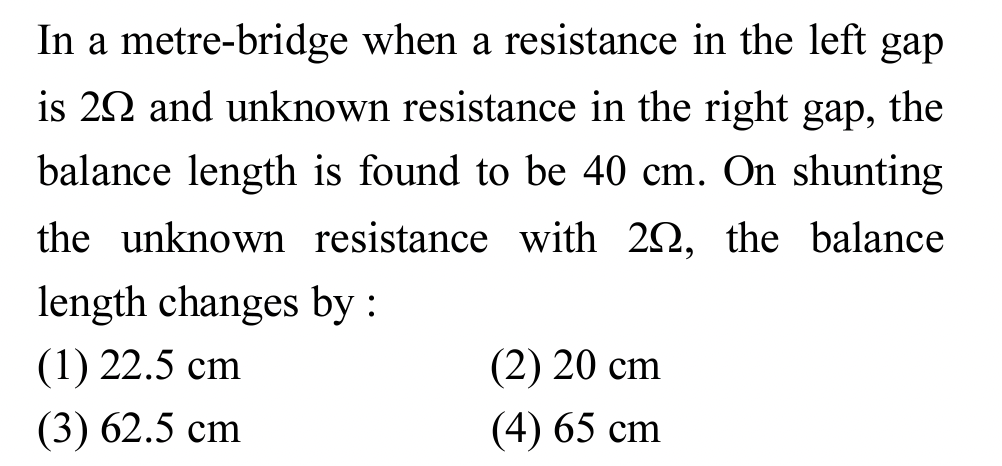 In a metre-bridge when a resistance in the left gap
is 2Ω and unknown resistance in the right gap, the
balance length is found to be 40 cm. On shunting
the unknown resistance with 2Ω, the balance
length changes by :
(1) 22.5 cm (2) 20 cm
(3) 62.5 cm (4) 65 cm